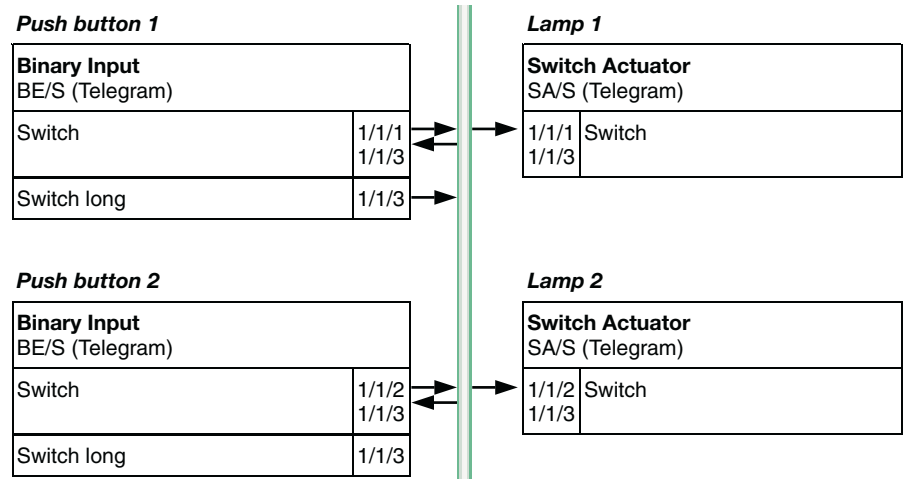 Push button 1
Lamp 1
Binary Input
BE/S (Telegram)
Switch Actuator
SA/S (Telegram)
Switch
1/1/1
1/1/3
1/1/1
1/1/3
Switch
Switch long
1/1/3
Push button 2
Lamp 2
Binary Input
BE/S (Telegram)
Switch Actuator
SA/S (Telegram)
Switch
1/1/2
1/1/3
1/1/2
1/1/3
Switch
Switch long
1/1/3